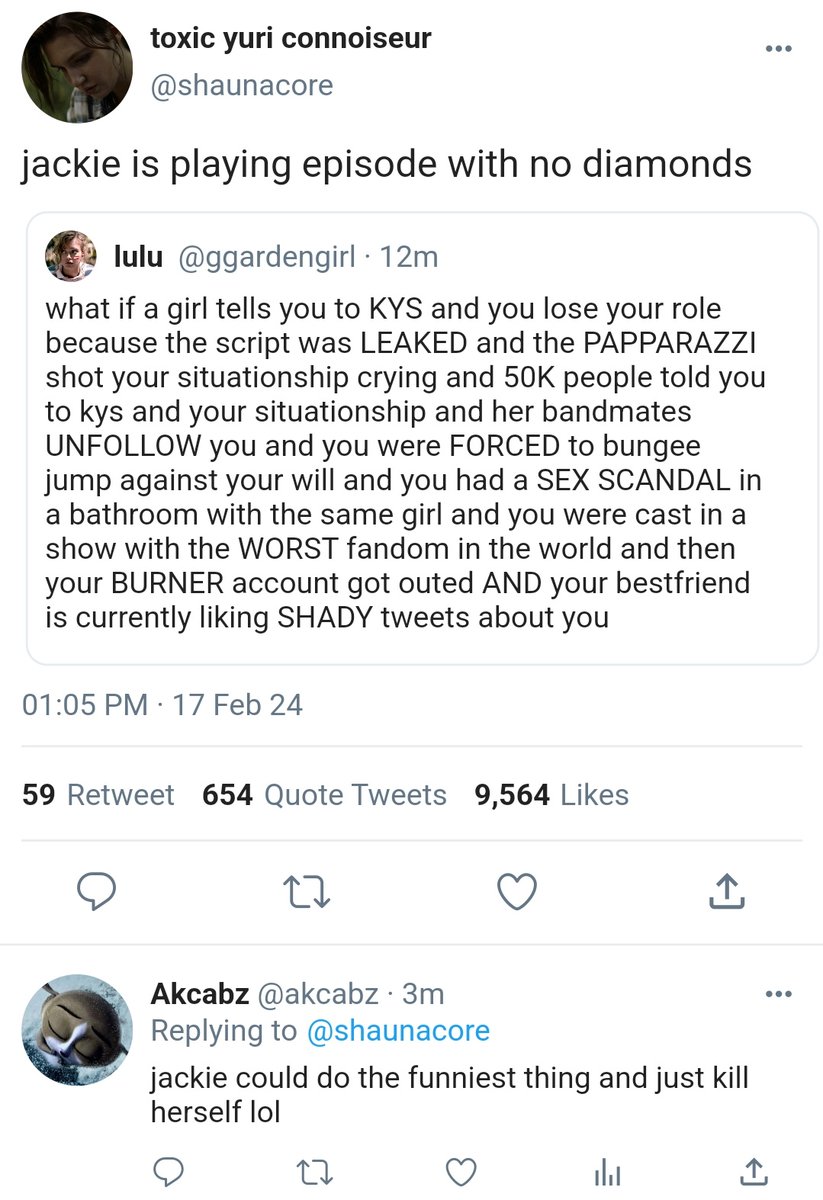 toxic yuri connoiseur
@shaunacore
jackie is playing episode with no diamonds
lulu @ggardengirl · 12m
what if a girl tells you to KYS and you lose your role
because the script was LEAKED and the PAPPARAZZI
shot your situationship crying and 50K people told you
to kys and your situationship and her bandmates
UNFOLLOW you and you were FORCED to bungee
jump against your will and you had a SEX SCANDAL in
a bathroom with the same girl and you were cast in a
show with the WORST fandom in the world and then
your BURNER account got outed AND your bestfriend
is currently liking SHADY tweets about you
01:05 PM · 17 Feb 24
59 Retweet 654 Quote Tweets 9,564 Likes
Akcabz @akcabz · 3m
Replying to @shaunacore
jackie could do the funniest thing and just kill
herself lol